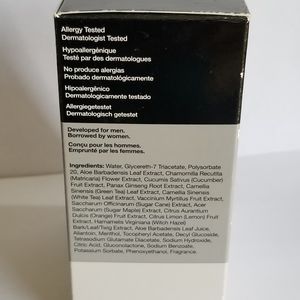 Allergy Tested
Dermatologist Tested
Hypoallergénique
Testé par des dermatologues
No produce alergias
Probado dermatológicamente
Hipoalergênico
Dermatologicamente testado
Allergiegetestet
Dermatologisch getestet
Developed for men.
Borrowed by women.
Conçu pour les hommes.
Emprunté par les femmes.
Ingredients: Water, Glycereth-7 Triacetate, Polysorbate
20, Aloe Barbadensis Leaf Extract, Chamomilla Recutita
(Matricaria) Flower Extract, Cucumis Sativus (Cucumber)
Fruit Extract, Panax Ginseng Root Extract, Camellia
Sinensis (Green Tea) Leaf Extract, Camellia Sinensis
(White Tea) Leaf Extract, Vaccinium Myrtillus Fruit Extract,
Saccharum Officinarum (Sugar Cane) Extract, Acer
Saccharum (Sugar Maple) Extract, Citrus Aurantium
Dulcis (Orange) Fruit Extract, Citrus Limon (Lemon) Fruit
Extract, Hamamelis Virginiana (Witch Hazel)
Bark/Leaf/Twig Extract, Aloe Barbadensis Leaf Juice,
Allantoin, Menthol, Tocopheryl Acetate, Decyl Glucoside,
Tetrasodium Glutamate Diacetate, Sodium Hydroxide,
Citric Acid, Gluconolactone, Sodium Benzoate,
Potassium Sorbate, Phenoxyethanol, Fragrance.